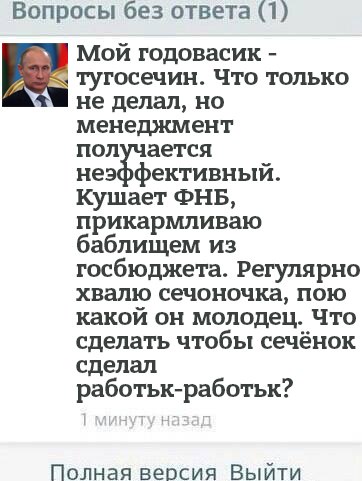 Вопросы без ответа (1)
Мой годовасик -
тугосечин. Что только
не делал, но
менеджмент
получается
неэффективный.
Кушает ФНБ,
прикармливаю
баблищем из
госбюджета. Регулярно
хвалю сечоночка, пою
какой он молодец. Что
сделать чтобы сечёнок
сделал
работьк-работьк?
1 минуту назад
Полная версия Выйти